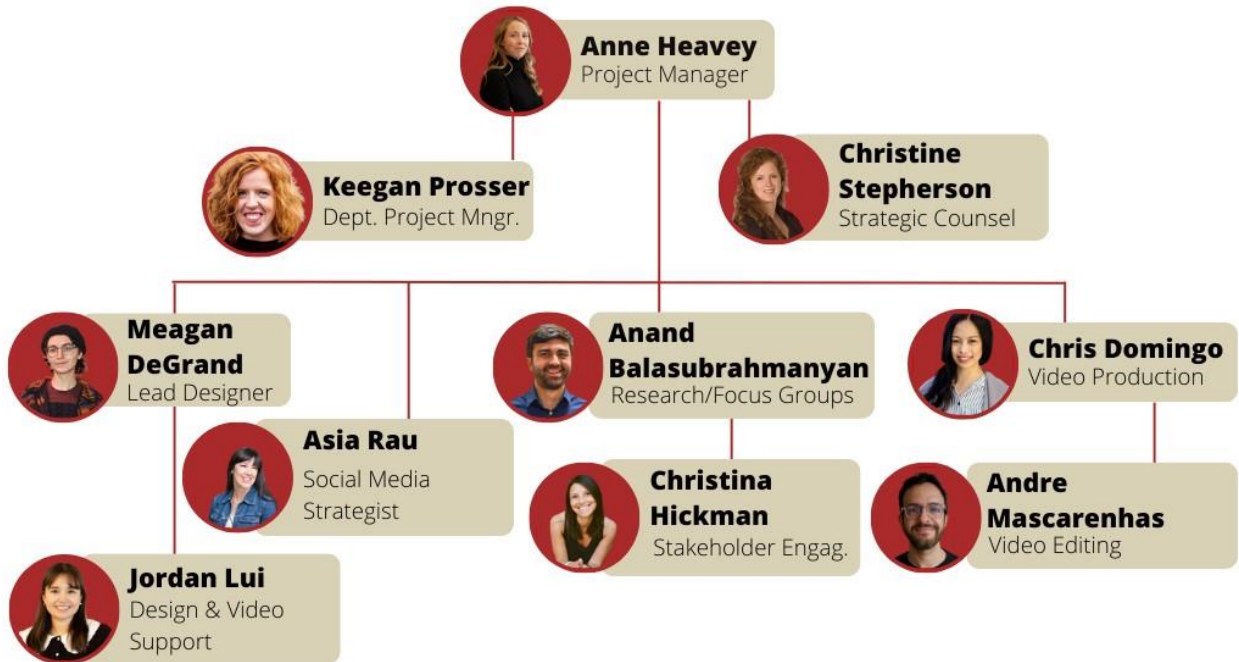 Anne Heavey
Project Manager
Keegan Prosser
Dept. Project Mngr.
Christine
Stepherson
Strategic Counsel
Meagan
DeGrand
Lead Designer
Asia Rau
Social Media
Strategist
Anand
Balasubrahmanyan
Research/Focus Groups
Chris Domingo
Video Production
Christina
Hickman
Stakeholder Engag.
Andre
Mascarenhas
Video Editing
Jordan Lui
Design & Video
Support